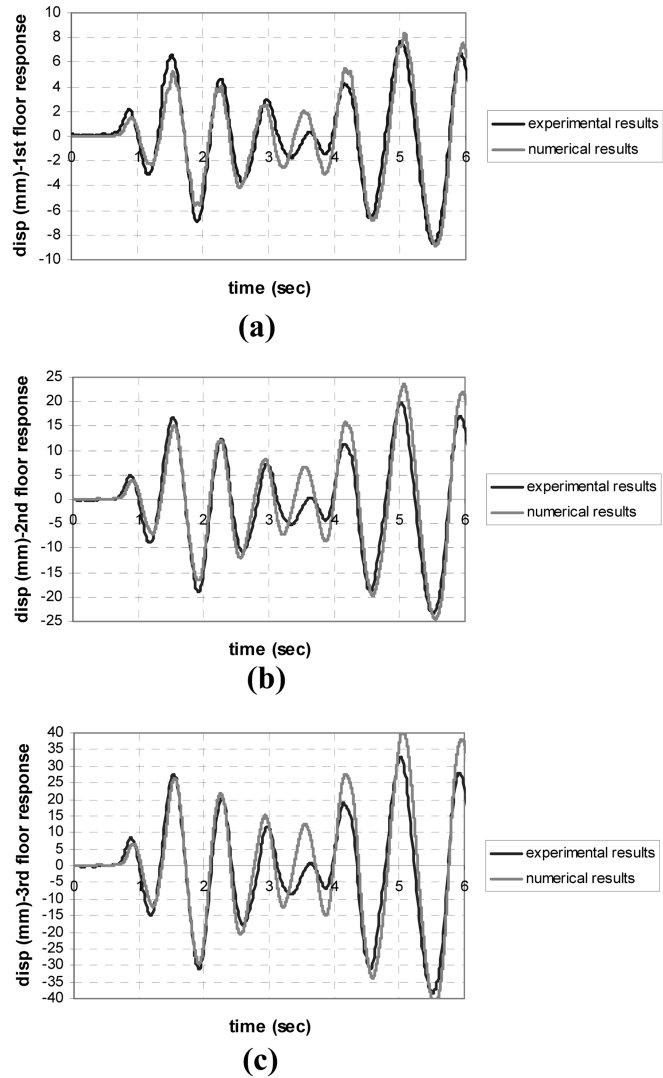 disp (mm)-1st floor response
10
8
6
4
2
0
-2
-4
-6
-8
-10
0 1 2 3 4 5 6
time (sec)
experimental results
numerical results
(a)
disp (mm)-2nd floor response
25
20
15
10
5
0
-5
-10
-15
-20
-25
0 1 2 3 4 5 6
time (sec)
experimental results
numerical results
(b)
disp (mm)-3rd floor response
40
35
30
25
20
15
10
5
0
-5
-10
-15
-20
-25
-30
-35
-40
0 1 2 3 4 5 6
time (sec)
experimental results
numerical results
(c)